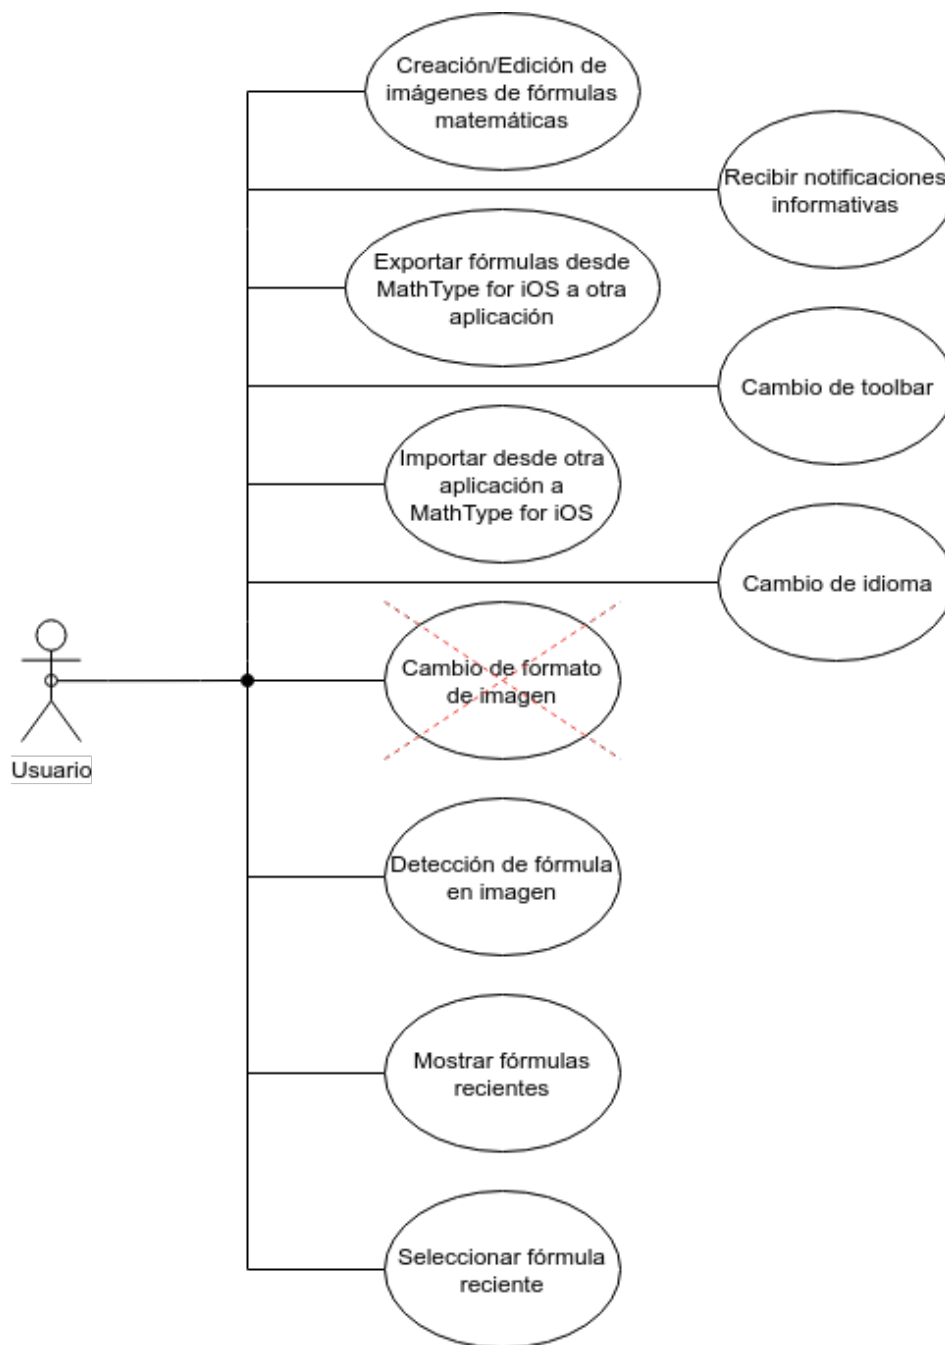 Creación/Edición de
imágenes de fórmulas
matemáticas
Recibir notificaciones
informativas
Exportar fórmulas desde
MathType for iOS a otra
aplicación
Cambio de toolbar
Importar desde otra
aplicación a
MathType for iOS
Cambio de idioma
Cambio de formato
de imagen
Usuario
Detección de fórmula
en imagen
Mostrar fórmulas
recientes
Seleccionar fórmula
reciente